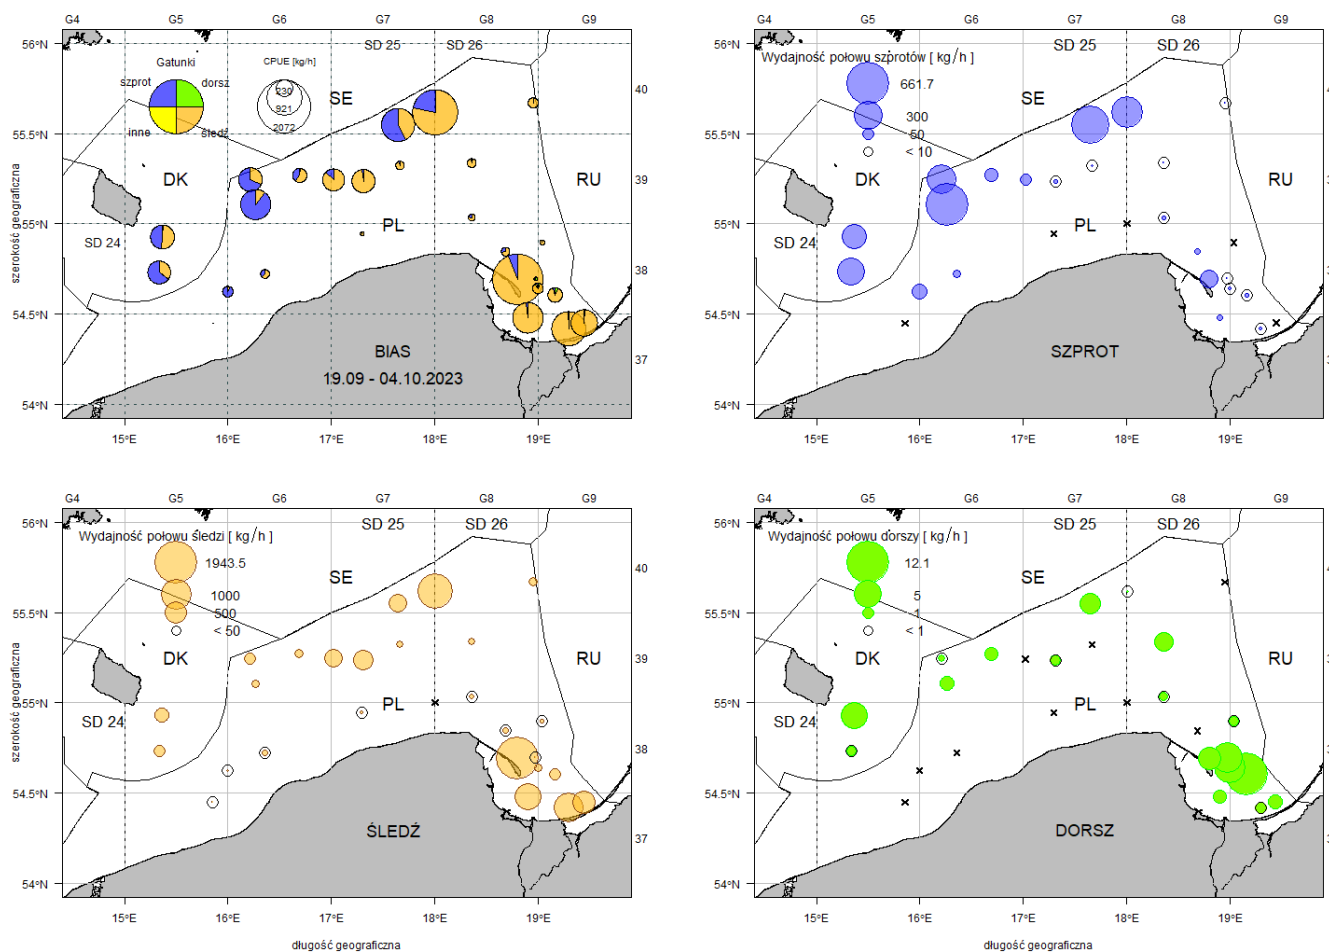 G4 G5 G6 G7 G8 G9
56°N
55.5°N
55°N
54.5°N
54°N
szerokość geograficzna
SD 25 SD 26
Gatunki
szprot dorsz
inne śledź
CPUE [kg/h]
230
921
2072
SE
DK
RU
PL
SD 24
BIAS
19.09 - 04.10.2023
40
39
38
37
15°E 16°E 17°E 18°E 19°E
G4 G5 G6 G7 G8 G9
56°N
55.5°N
55°N
54.5°N
54°N
SD 25 SD 26
Wydajność połowu szprotów [ kg/h ]
661.7
300
50
< 10
SE
DK
RU
PL
SD 24
SZPROT
15°E 16°E 17°E 18°E 19°E
G4 G5 G6 G7 G8 G9
56°N
55.5°N
55°N
54.5°N
54°N
szerokość geograficzna
SD 25 SD 26
Wydajność połowu śledzi [ kg/h ]
1943.5
1000
500
< 50
SE
DK
RU
PL
SD 24
ŚLEDŹ
40
39
38
37
15°E 16°E 17°E 18°E 19°E
długość geograficzna
G4 G5 G6 G7 G8 G9
56°N
55.5°N
55°N
54.5°N
54°N
SD 25 SD 26
Wydajność połowu dorszy [ kg/h ]
12.1
5
1
< 1
SE
DK
RU
PL
SD 24
DORSZ
15°E 16°E 17°E 18°E 19°E
długość geograficzna